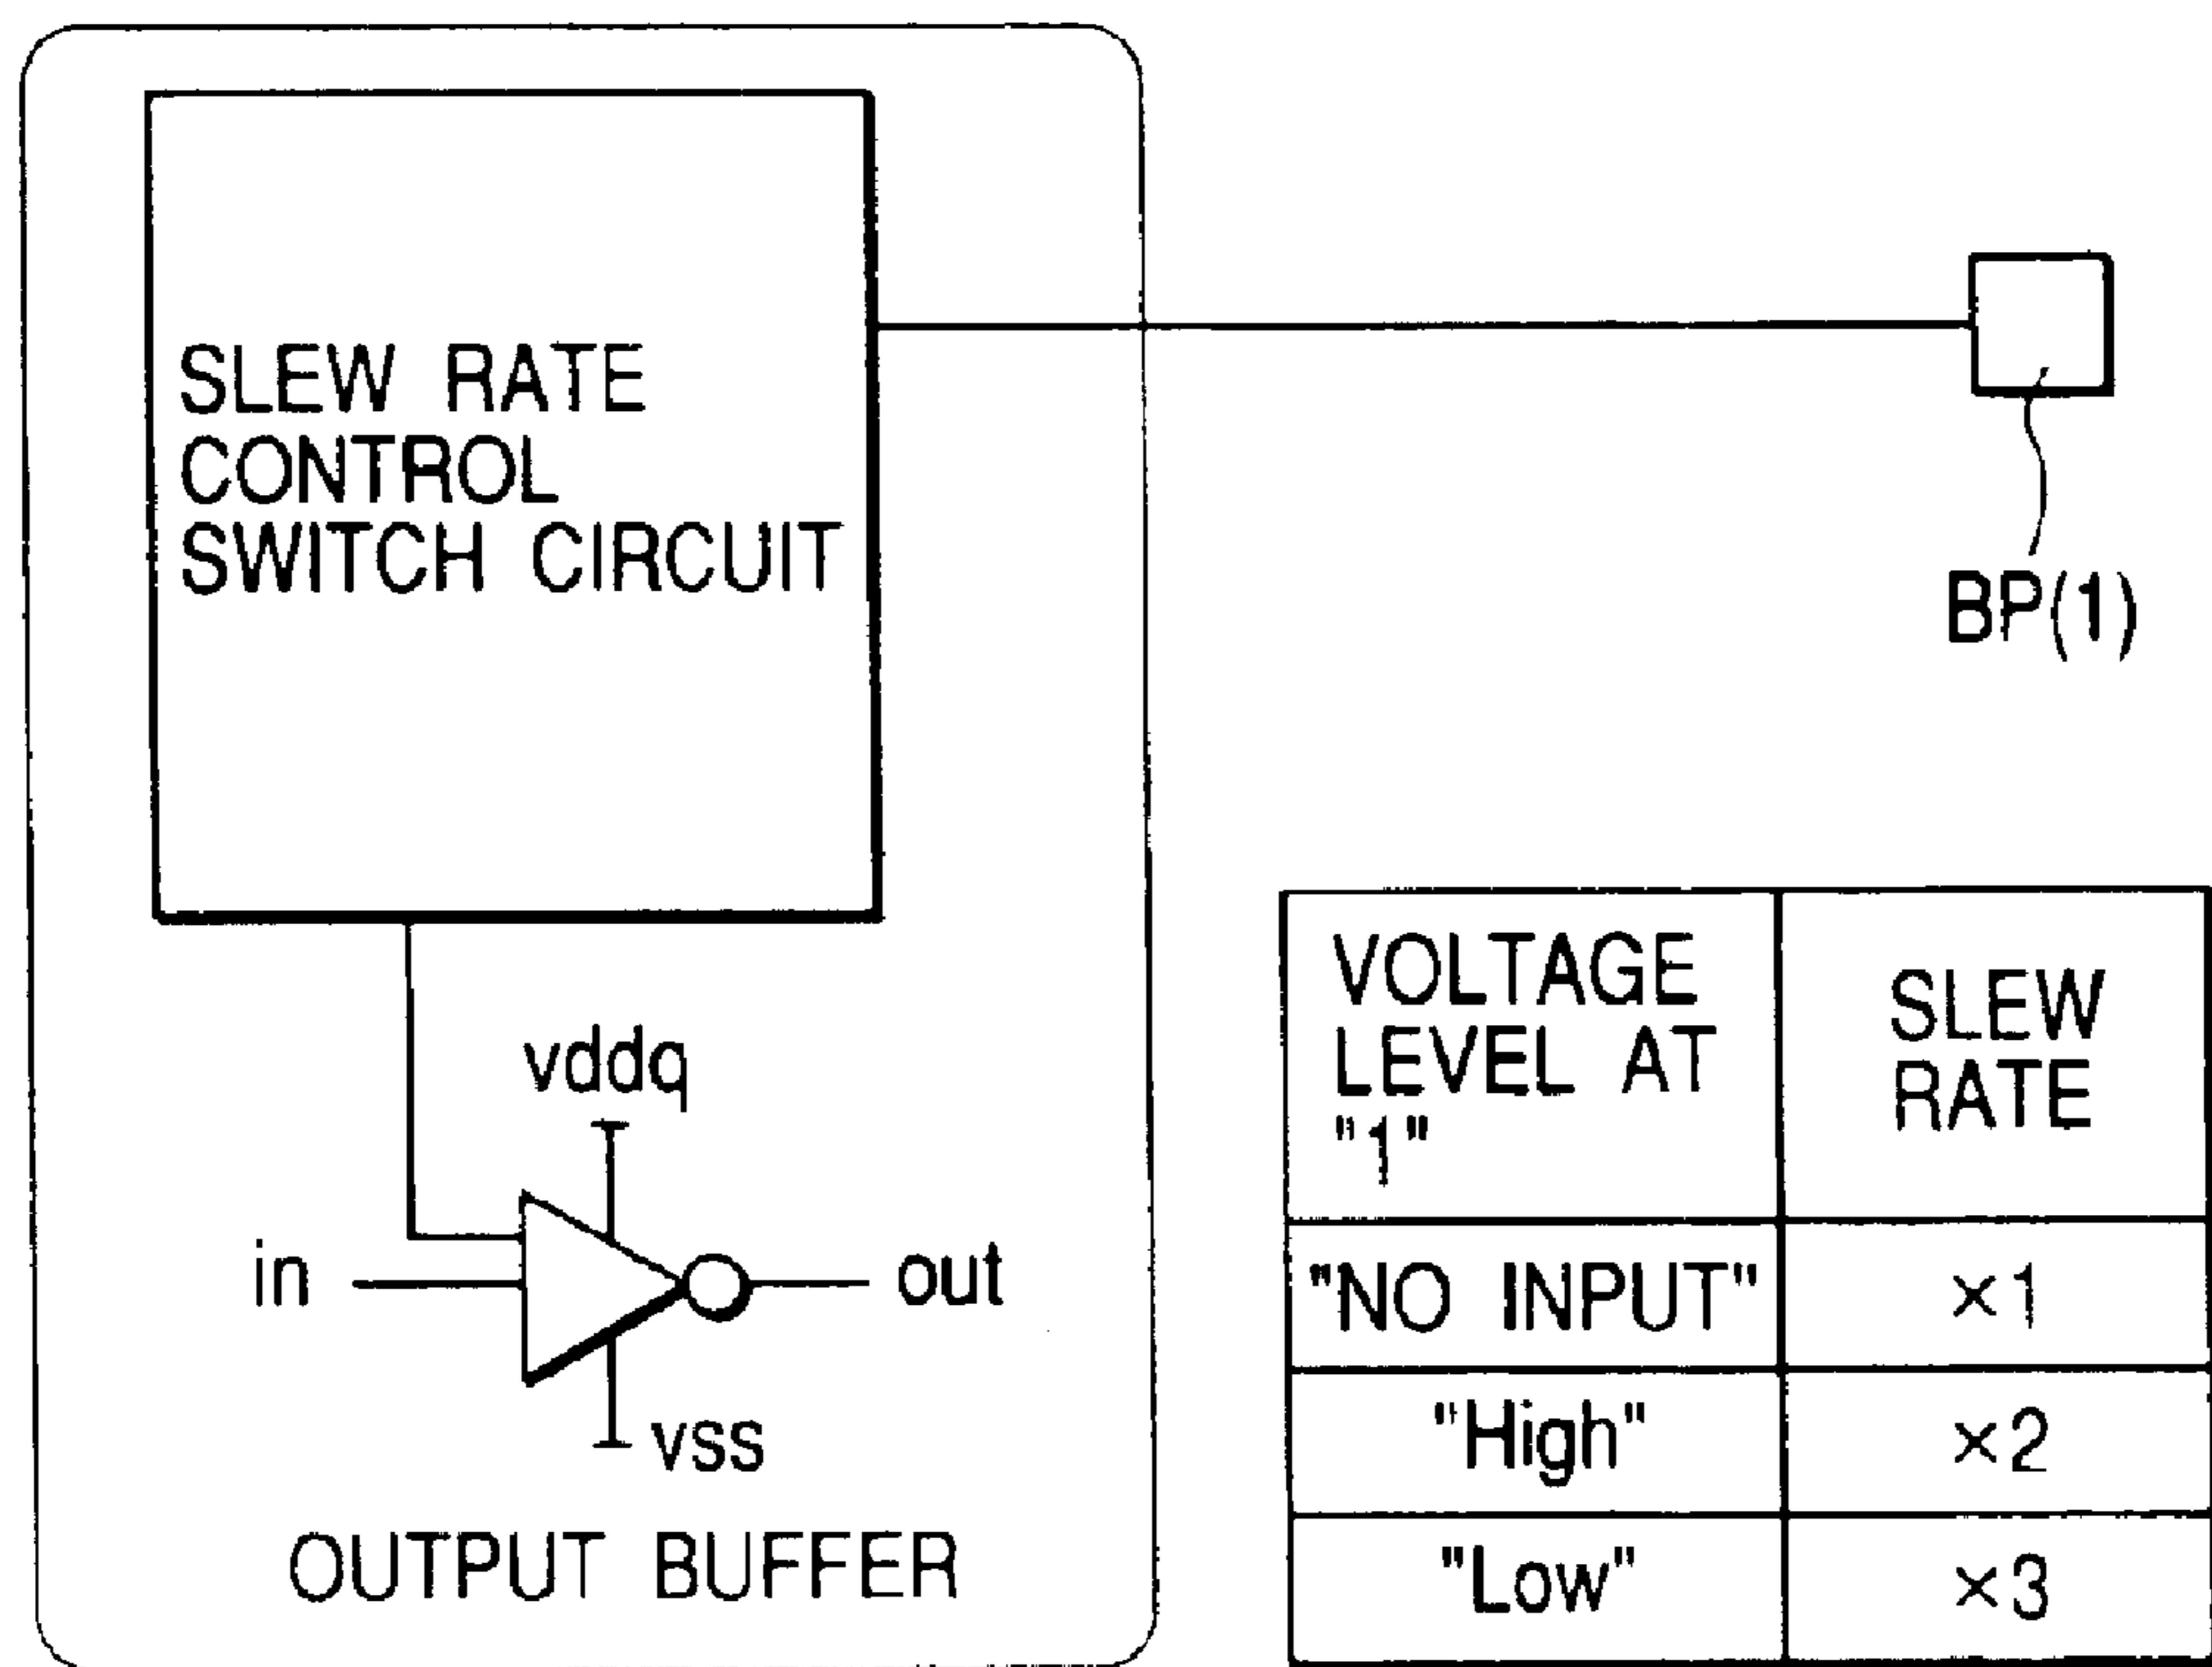 SLEW RATE
CONTROL
SWITCH CIRCUIT
BP(1)
vddq
in
out
vss
OUTPUT BUFFER
VOLTAGE
LEVEL AT
"1"
SLEW
RATE
"NO INPUT"
×1
"High"
×2
"Low"
×3